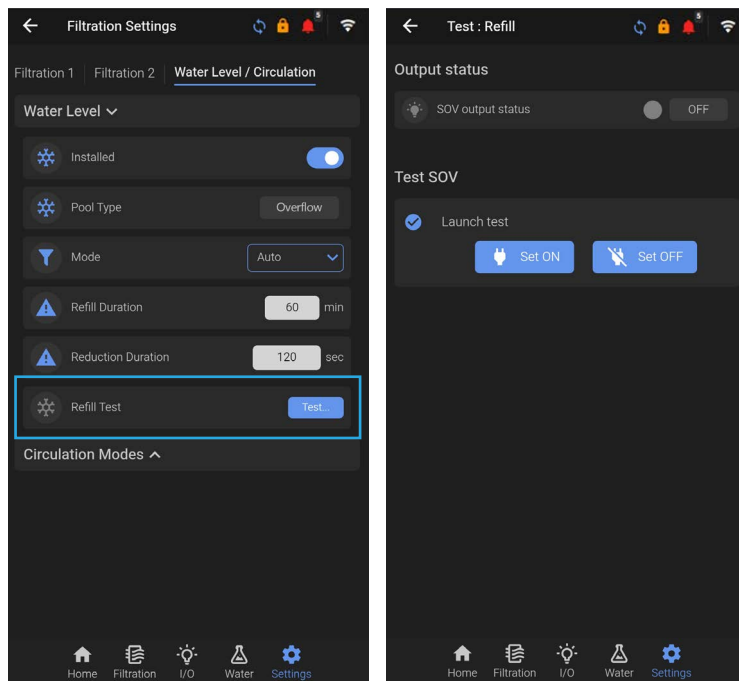 Filtration Settings
5
Filtration 1 Filtration 2 Water Level / Circulation
Water Level
Installed
Pool Type Overflow
Mode Auto
Refill Duration 60 min
Reduction Duration 120 sec
Refill Test Test...
Circulation Modes
Home Filtration I/O Water Settings
Test : Refill
5
Output status
SOV output status OFF
Test SOV
Launch test
Set ON Set OFF
Home Filtration I/O Water Settings